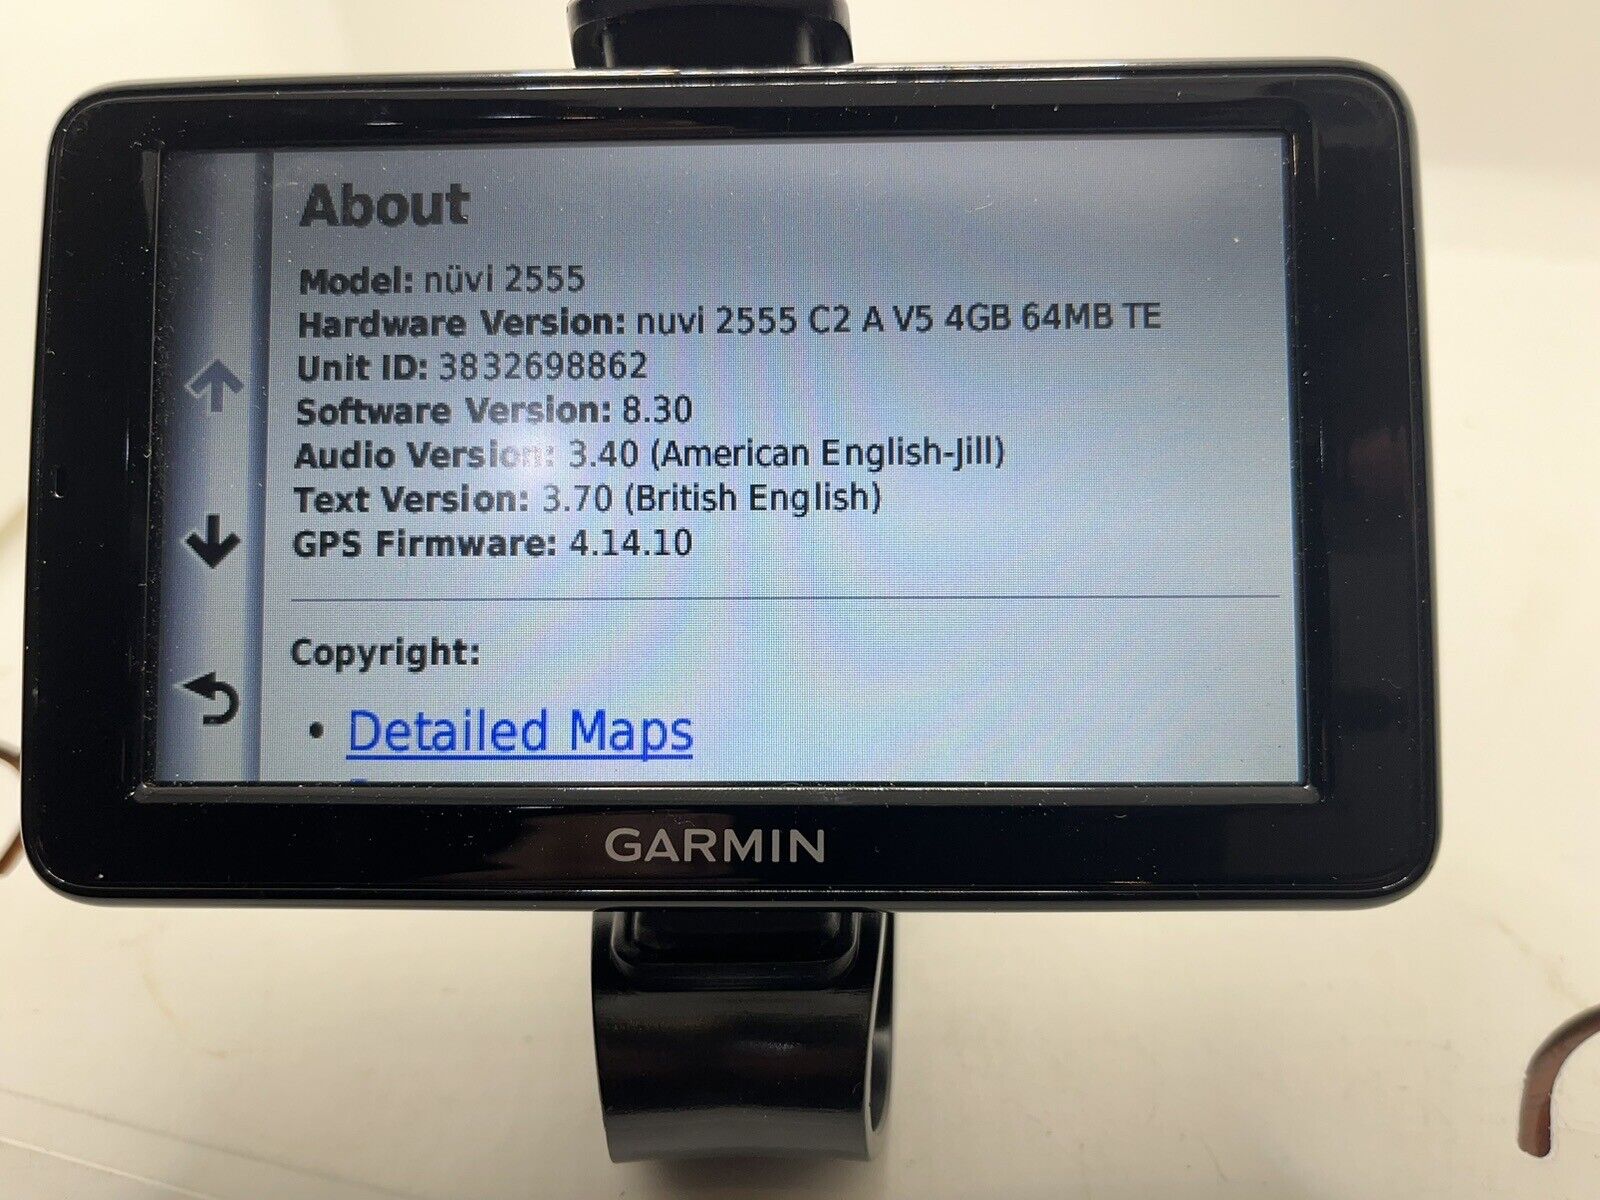 About
Model: nüvi 2555
Hardware Version: nuvi 2555 C2 A V5 4GB 64MB TE
Unit ID: 3832698862
Software Version: 8.30
Audio Version: 3.40 (American English-Jill)
Text Version: 3.70 (British English)
GPS Firmware: 4.14.10
Copyright:
• Detailed Maps
GARMIN